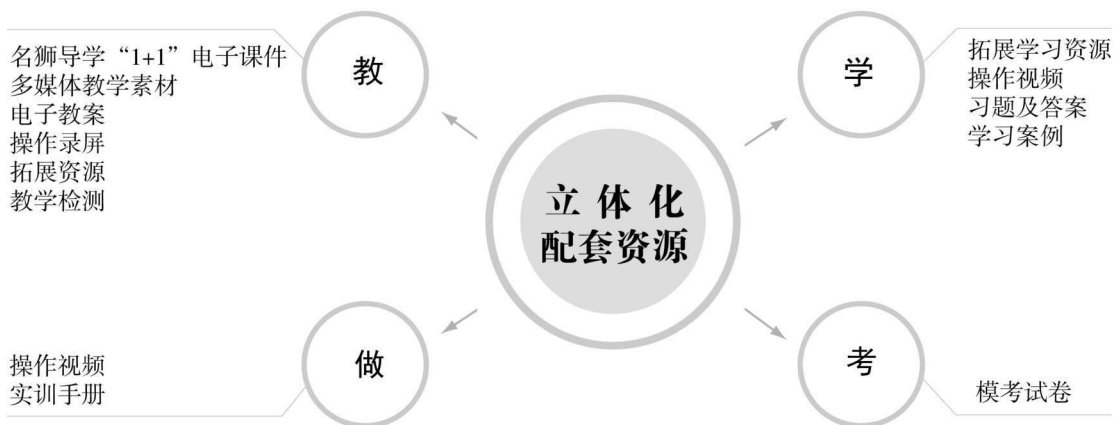 教
名狮导学“1+1”电子课件
多媒体教学素材
电子教案
操作录屏
拓展资源
教学检测
学
拓展学习资源
操作视频
习题及答案
学习案例
立体化
配套资源
做
操作视频
实训手册
考
模考试卷